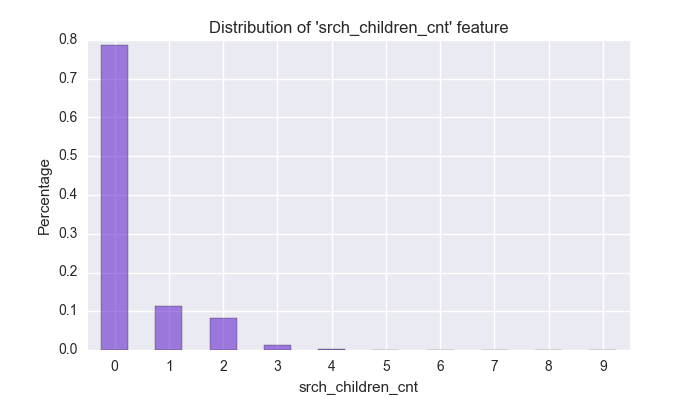 Distribution of 'srch_children_cnt' feature
Percentage
0.8
0.7
0.6
0.5
0.4
0.3
0.2
0.1
0.0
0 1 2 3 4 5 6 7 8 9
srch_children_cnt